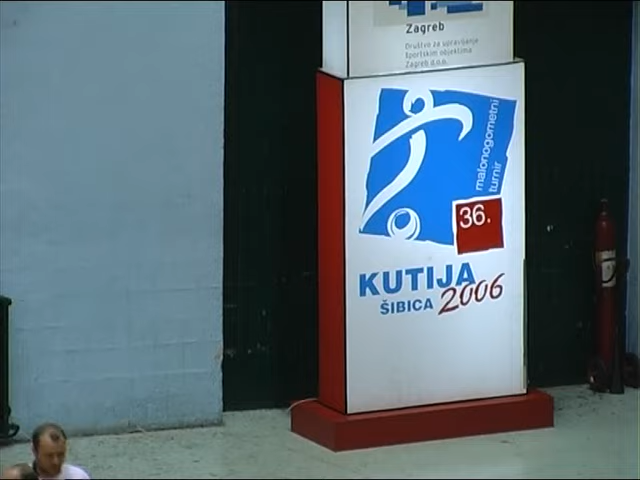 Zagreb
Društvo za upravljanje
športskim objektima
Zagreb d.o.o.
malonogometni
turnir
36.
KUTIJA
ŠIBICA 2006